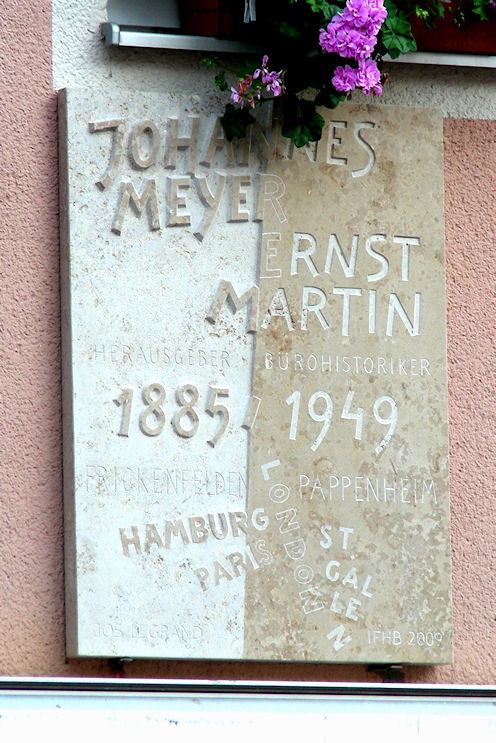 JOHANNES
MEYER
ERNST
MARTIN
HERAUSGEBER BÜROHISTORIKER
1885 / 1949
FRICKENFELDEN PAPPENHEIM
HAMBURG LONDON ST. GALLEN
PARIS
JOS. LEGRAND IFHB 2009